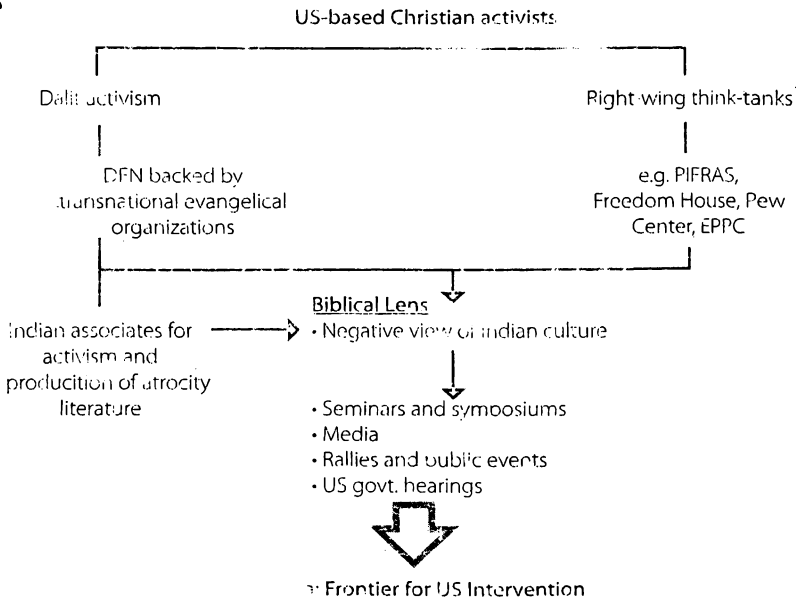 US-based Christian activists
Dalit activism
Right-wing think-tanks
DFN backed by
transnational evangelical
organizations
e.g. PIFRAS,
Freedom House, Pew
Center, EPPC
Biblical Lens
• Negative view of Indian culture
Indian associates for
activism and
producition of atrocity
literature
• Seminars and symposiums
• Media
• Rallies and public events
• US govt. hearings
Frontier for US Intervention